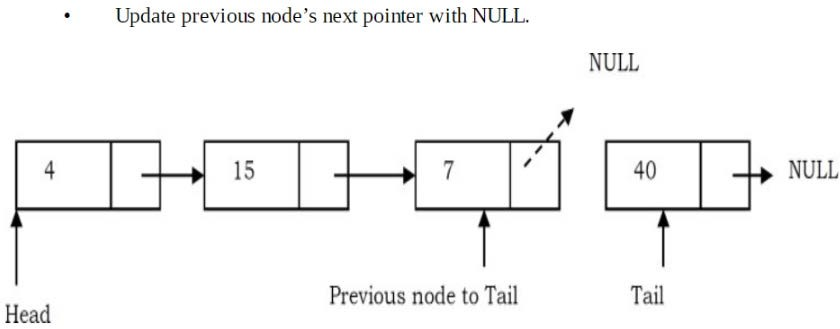 • Update previous node’s next pointer with NULL.
NULL
4 15 7 40 NULL
Previous node to Tail Tail
Head